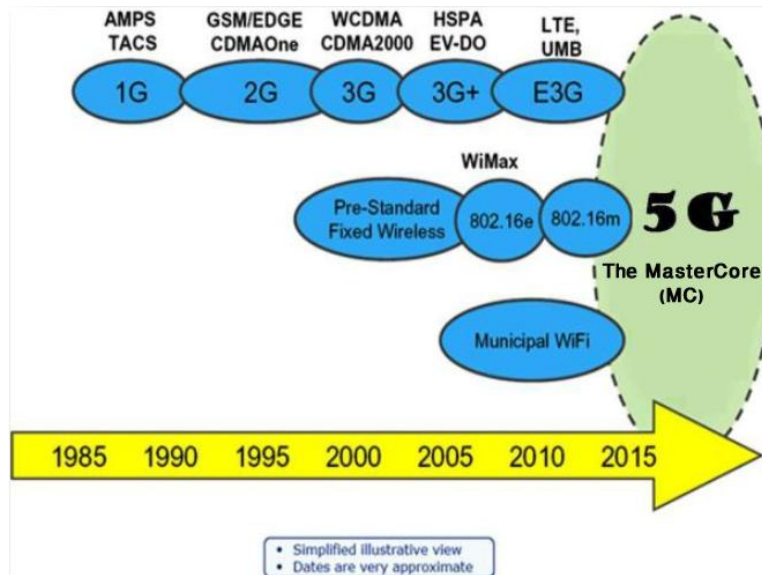 AMPS
TACS
GSM/EDGE
CDMAOne
WCDMA
CDMA2000
HSPA
EV-DO
LTE,
UMB
1G
2G
3G
3G+
E3G
WiMax
Pre-Standard
Fixed Wireless
802.16e
802.16m
5G
The MasterCore
(MC)
Municipal WiFi
1985 1990 1995 2000 2005 2010 2015
• Simplified illustrative view
• Dates are very approximate